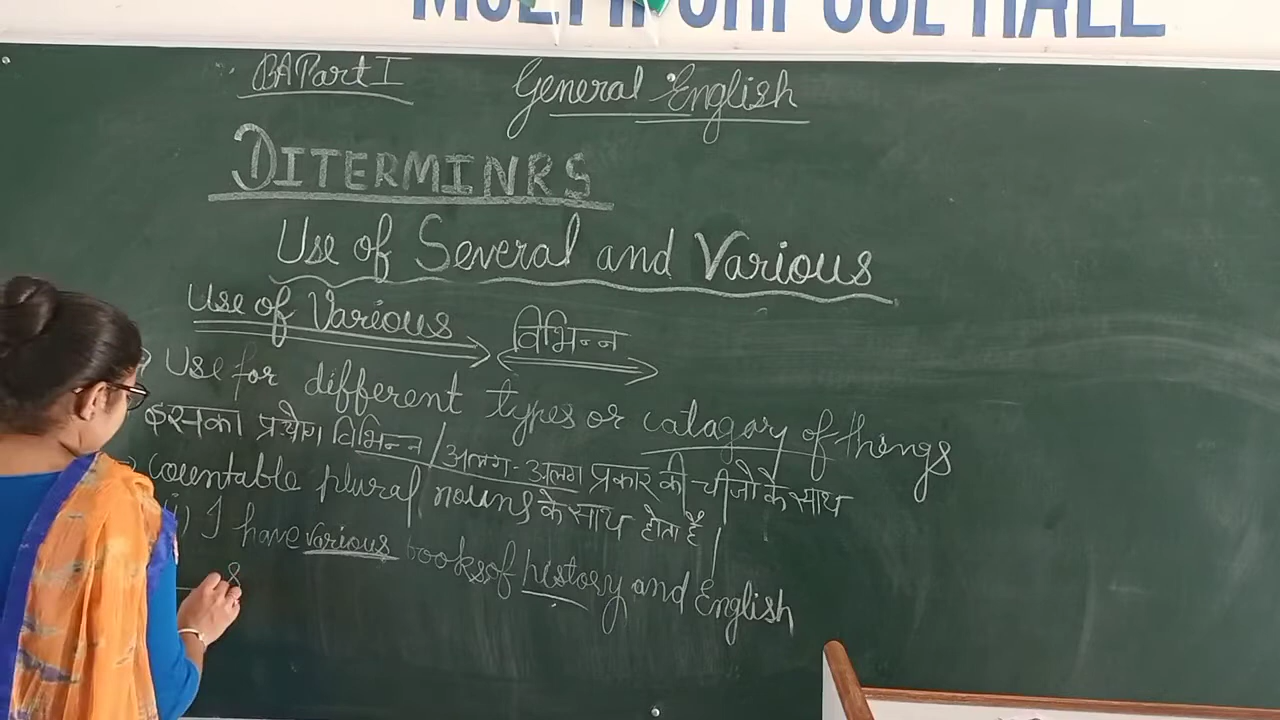 MULTIPURPOSE HALL
BA Part I
General English
DITERMINRS
Use of Several and Various
Use of Various
विभिन्न
Use for different types or catagary of things
इसका प्रयोग विभिन्न / अलग-अलग प्रकार की चीजों के साथ
countable plural nouns के साथ होता है।
(i) I have various books of history and English